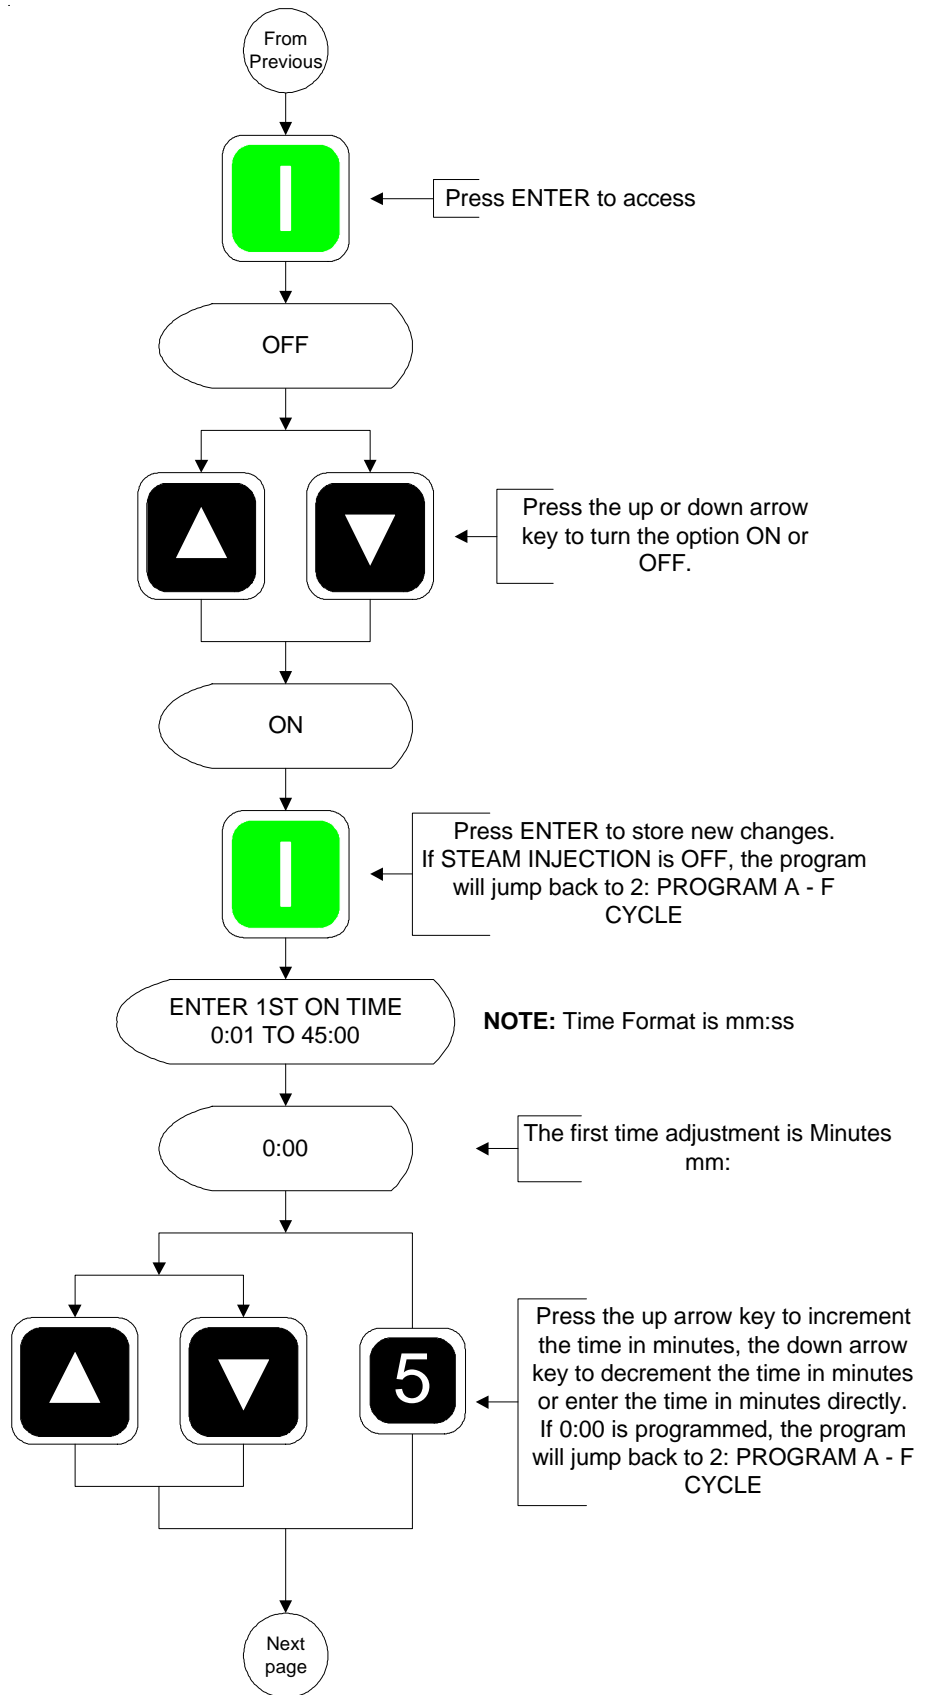 From
Previous
Press ENTER to access
OFF
Press the up or down arrow
key to turn the option ON or
OFF.
ON
Press ENTER to store new changes.
If STEAM INJECTION is OFF, the program
will jump back to 2: PROGRAM A - F
CYCLE
ENTER 1ST ON TIME
0:01 TO 45:00
NOTE: Time Format is mm:ss
0:00
The first time adjustment is Minutes
mm:
5
Press the up arrow key to increment
the time in minutes, the down arrow
key to decrement the time in minutes
or enter the time in minutes directly.
If 0:00 is programmed, the program
will jump back to 2: PROGRAM A - F
CYCLE
Next
page